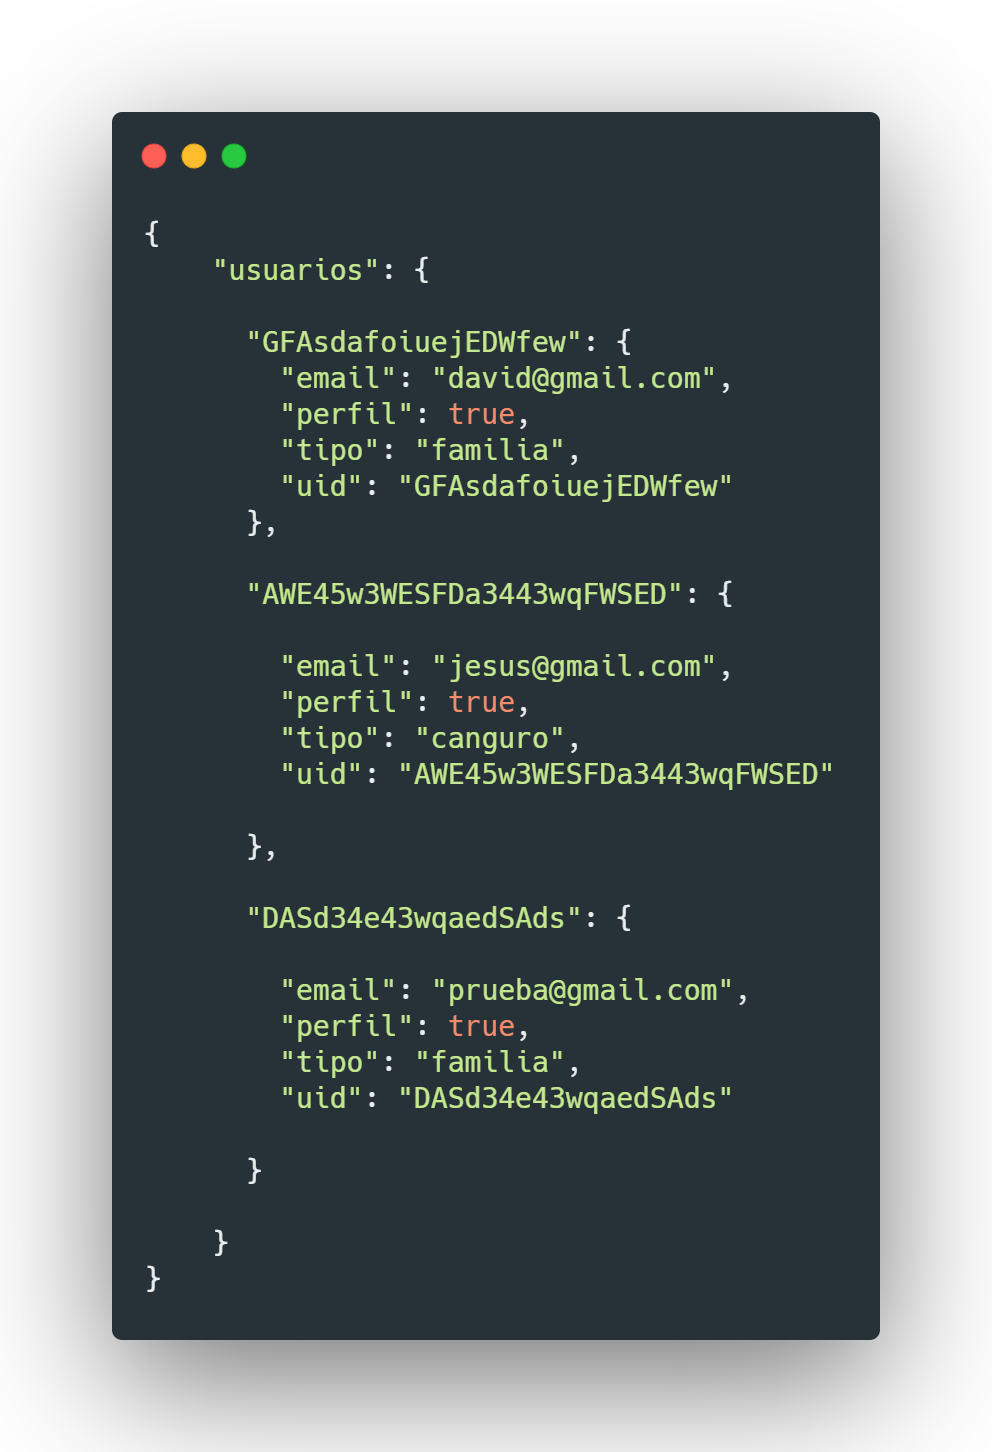 {
    "usuarios": {

      "GFAsdafoiuejEDWfew": {
        "email": "david@gmail.com",
        "perfil": true,
        "tipo": "familia",
        "uid": "GFAsdafoiuejEDWfew"
      },

      "AWE45w3WESFDa3443wqFWSED": {

        "email": "jesus@gmail.com",
        "perfil": true,
        "tipo": "canguro",
        "uid": "AWE45w3WESFDa3443wqFWSED"

      },

      "DASd34e43wqaedSAds": {

        "email": "prueba@gmail.com",
        "perfil": true,
        "tipo": "familia",
        "uid": "DASd34e43wqaedSAds"

      }

    }
}